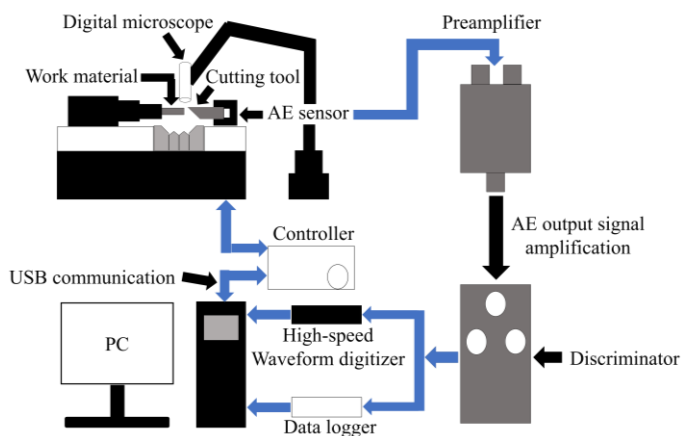 Digital microscope
Preamplifier
Work material
Cutting tool
AE sensor
AE output signal
amplification
Controller
USB communication
PC
High-speed
Waveform digitizer
Discriminator
Data logger